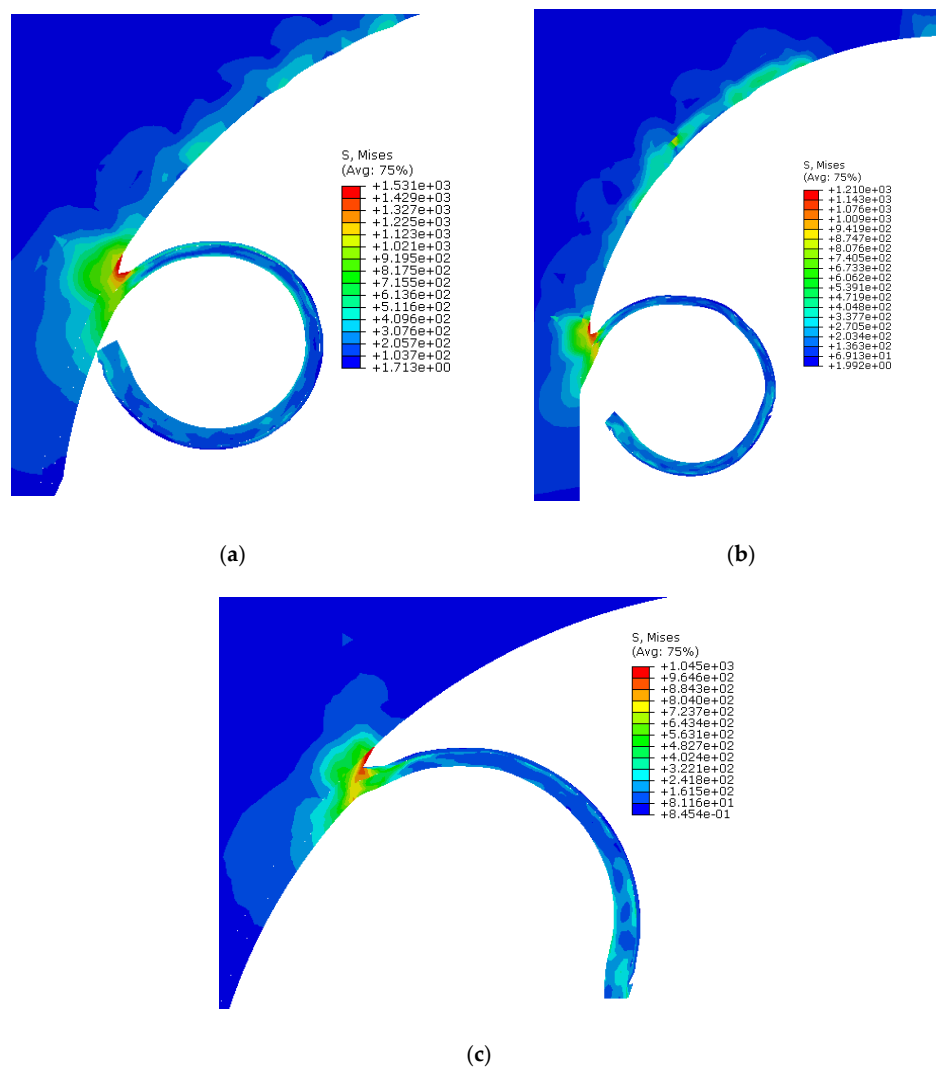 S, Mises
(Avg: 75%)
+1.531e+03
+1.429e+03
+1.327e+03
+1.225e+03
+1.123e+03
+1.021e+03
+9.195e+02
+8.175e+02
+7.155e+02
+6.136e+02
+5.116e+02
+4.096e+02
+3.076e+02
+2.057e+02
+1.037e+02
+1.713e+00
(a)
S, Mises
(Avg: 75%)
+1.210e+03
+1.143e+03
+1.076e+03
+1.009e+03
+9.419e+02
+8.747e+02
+8.076e+02
+7.405e+02
+6.733e+02
+6.062e+02
+5.391e+02
+4.719e+02
+4.048e+02
+3.377e+02
+2.705e+02
+2.034e+02
+1.363e+02
+6.913e+01
+1.992e+00
(b)
S, Mises
(Avg: 75%)
+1.045e+03
+9.646e+02
+8.843e+02
+8.040e+02
+7.237e+02
+6.434e+02
+5.631e+02
+4.827e+02
+4.024e+02
+3.221e+02
+2.418e+02
+1.615e+02
+8.116e+01
+8.454e-01
(c)